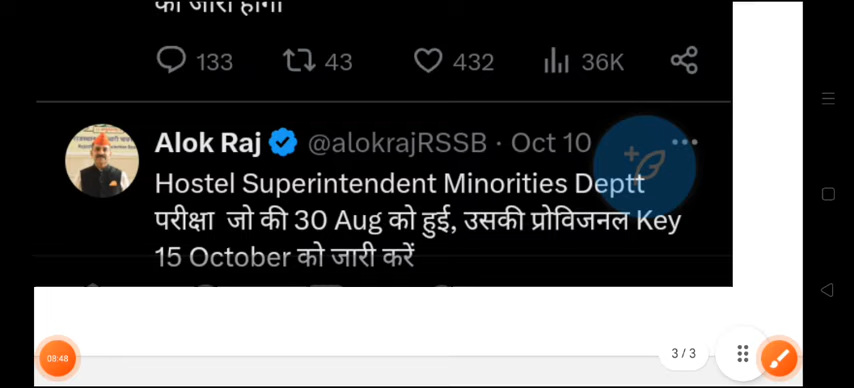 को जारी होगा
133 43 432 36K
Alok Raj @alokrajRSSB · Oct 10
Hostel Superintendent Minorities Deptt
परीक्षा जो की 30 Aug को हुई, उसकी प्रोविजनल Key
15 October को जारी करें
3 / 3
08:48